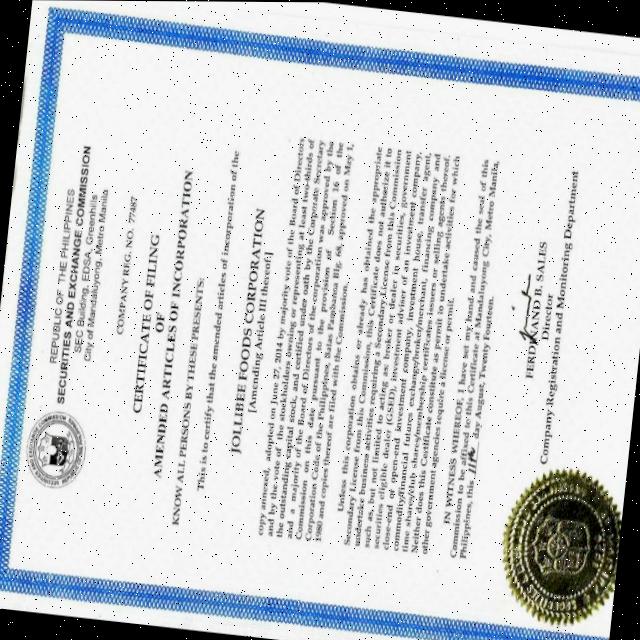 REPUBLIC OF THE PHILIPPINES
SECURITIES AND EXCHANGE COMMISSION
SEC Building, EDSA, Greenhills
City of Mandaluyong, Metro Manila
COMPANY REG. NO. 77487
CERTIFICATE OF FILING
OF
AMENDED ARTICLES OF INCORPORATION
KNOW ALL PERSONS BY THESE PRESENTS:
This is to certify that the amended articles of incorporation of the
JOLLIBEE FOODS CORPORATION
[Amending Article III thereof.]
copy annexed, adopted on June 27, 2014 by majority vote of the Board of Directors
and by the vote of the stockholders owning or representing at least two-thirds of
the outstanding capital stock, and certified under oath by the Corporate Secretary
and a majority of the Board of Directors of the corporation was approved by the
Commission on this date pursuant to the provision of Section 16 of the
Corporation Code of the Philippines, Batas Pambansa Blg. 68, approved on May 1,
1980 and copies thereof are filed with the Commission.
Unless this corporation obtains or already has obtained the appropriate
Secondary License from this Commission, this Certificate does not authorize it to
undertake business activities requiring a Secondary License from this Commission
such as, but not limited to acting as: broker or dealer in securities, government
securities eligible dealer (GSED), investment adviser of an investment company,
close-end or open-end investment company, investment house, transfer agent,
commodity/financial futures exchange/broker/merchant, financing company and
time shares/club shares/membership certificates issuers or selling agents thereof.
Neither does this Certificate constitute as permit to undertake activities for which
other government agencies require a license or permit.
IN WITNESS WHEREOF, I have set my hand and caused the seal of this
Commission to be affixed to this Certificate at Mandaluyong City, Metro Manila,
Philippines, this 11th day August, Twenty Fourteen.
FERDINAND B. SALES
Director
Company Registration and Monitoring Department